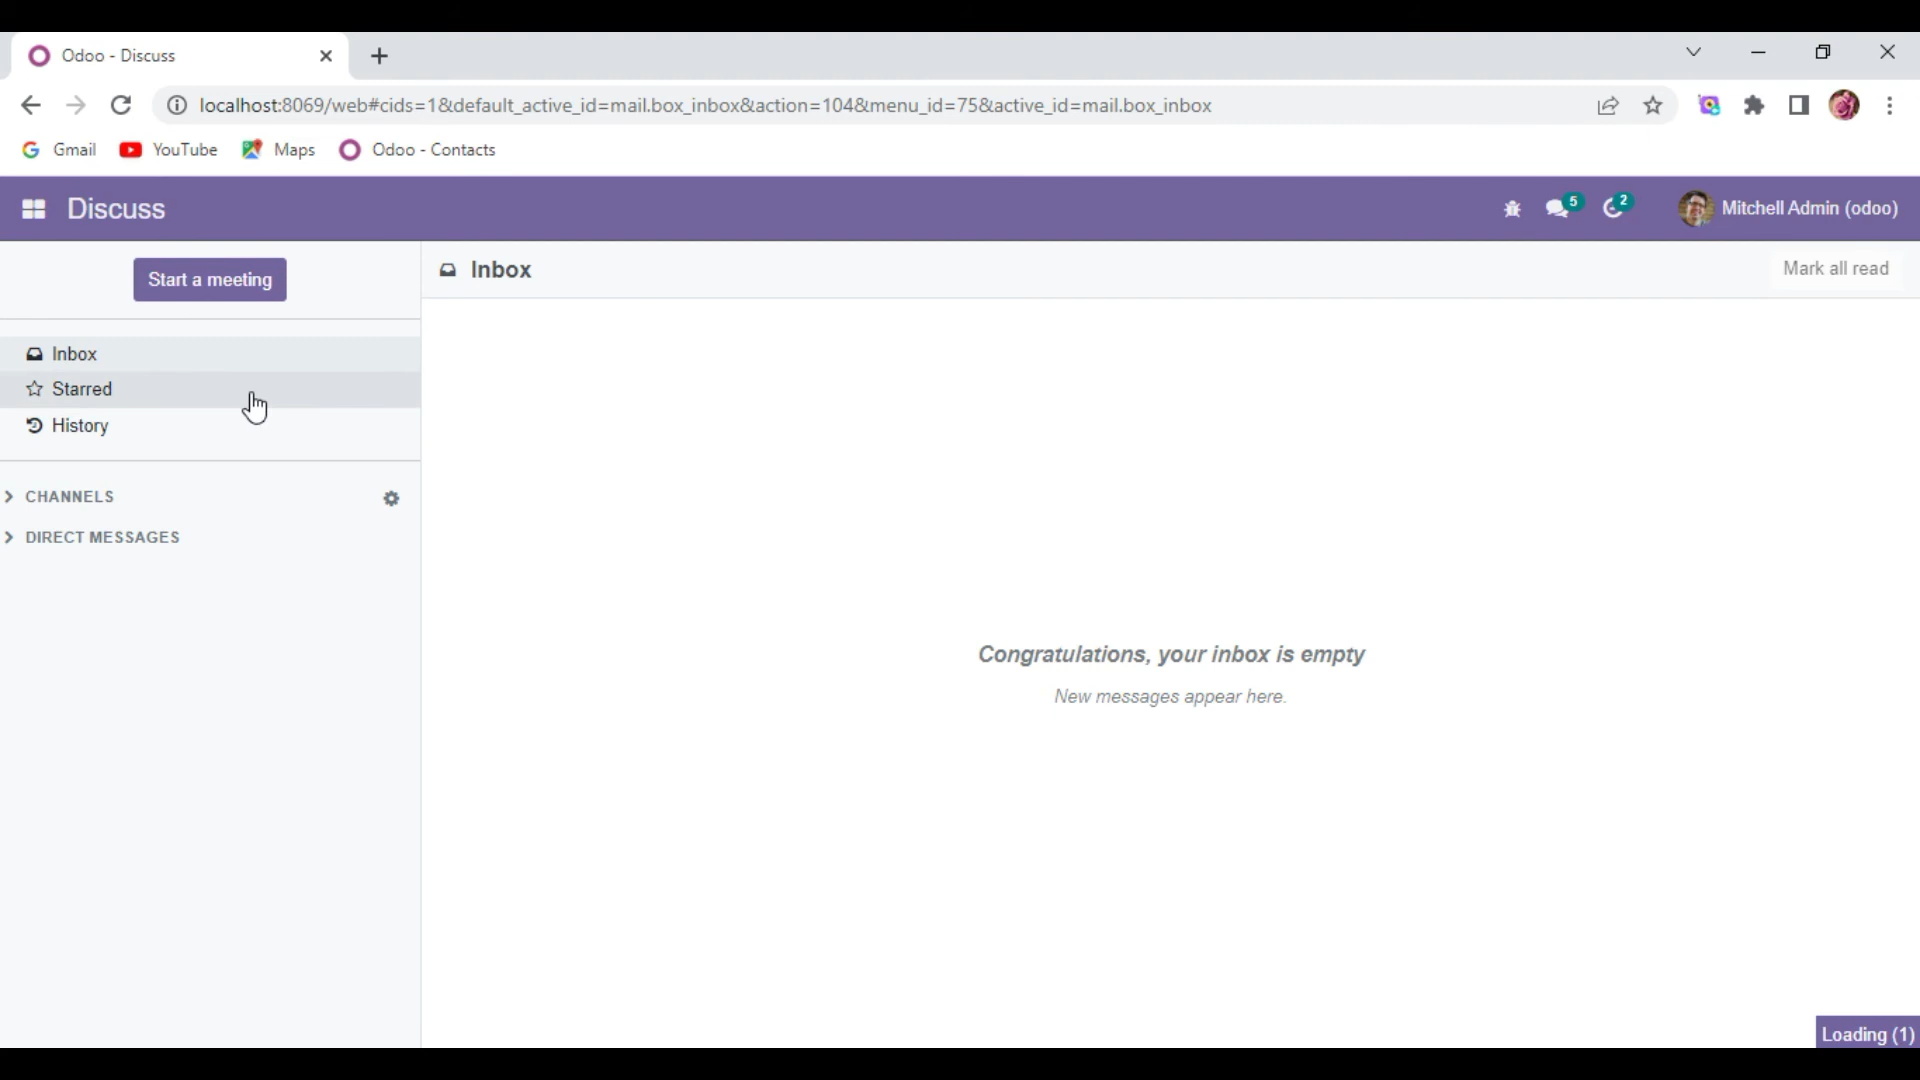 Odoo - Discuss
localhost:8069/web#cids=1&default_active_id=mail.box_inbox&action=104&menu_id=75&active_id=mail.box_inbox
Gmail YouTube Maps Odoo - Contacts
Discuss 5 2 Mitchell Admin (odoo)
Start a meeting
Inbox Mark all read
Inbox
Starred
History
CHANNELS
DIRECT MESSAGES
Congratulations, your inbox is empty
New messages appear here.
Loading (1)